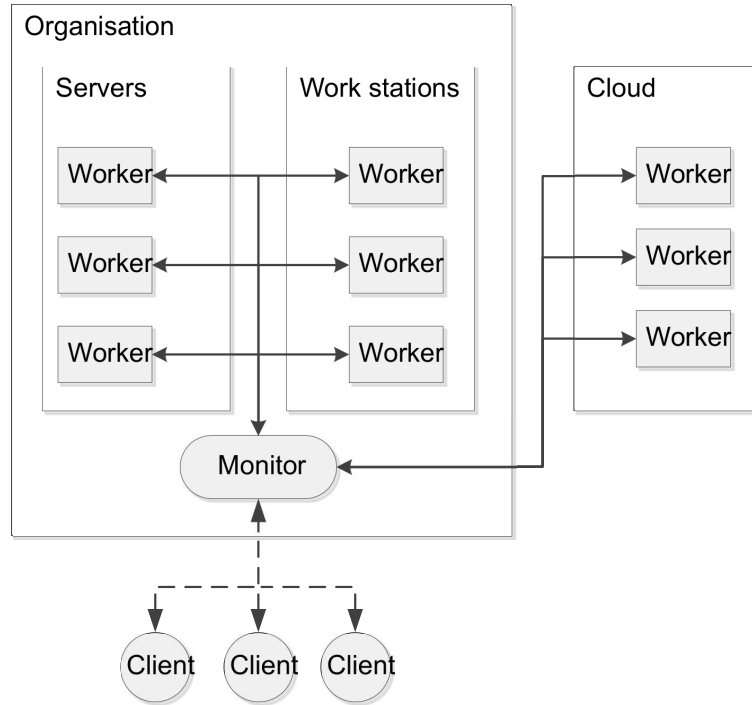 Organisation
Servers
Work stations
Cloud
Worker
Worker
Worker
Worker
Worker
Worker
Worker
Worker
Worker
Monitor
Client
Client
Client